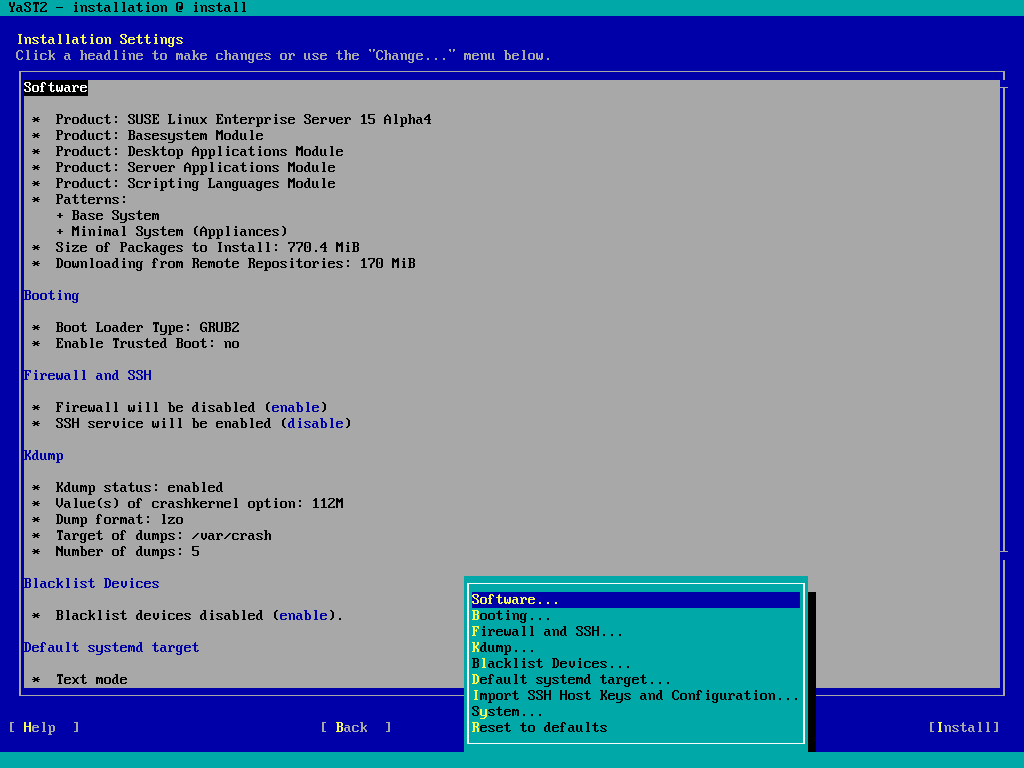 YaST2 - installation @ install
Installation Settings
Click a headline to make changes or use the "Change..." menu below.
Software
* Product: SUSE Linux Enterprise Server 15 Alpha4
* Product: Basesystem Module
* Product: Desktop Applications Module
* Product: Server Applications Module
* Product: Scripting Languages Module
* Patterns:
+ Base System
+ Minimal System (Appliances)
* Size of Packages to Install: 770.4 MiB
* Downloading from Remote Repositories: 170 MiB
Booting
* Boot Loader Type: GRUB2
* Enable Trusted Boot: no
Firewall and SSH
* Firewall will be disabled (enable)
* SSH service will be enabled (disable)
Kdump
* Kdump status: enabled
* Value(s) of crashkernel option: 112M
* Dump format: lzo
* Target of dumps: /var/crash
* Number of dumps: 5
Blacklist Devices
* Blacklist devices disabled (enable).
Default systemd target
* Text mode
Software...
Booting...
Firewall and SSH...
Kdump...
Blacklist Devices...
Default systemd target...
Import SSH Host Keys and Configuration...
System...
Reset to defaults
[ Help ] [ Back ] [Install]